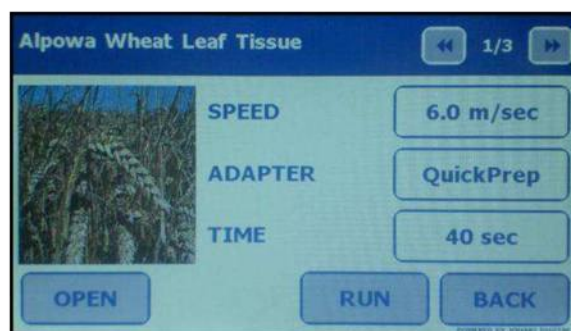 Alpowa Wheat Leaf Tissue 1/3
SPEED 6.0 m/sec
ADAPTER QuickPrep
TIME 40 sec
OPEN RUN BACK